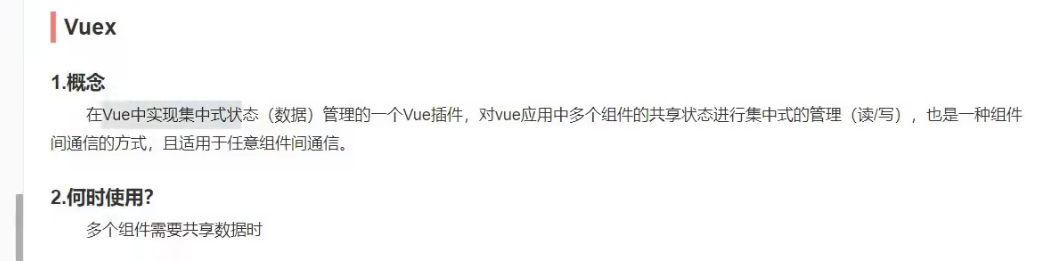 Vuex
1.概念
在Vue中实现集中式状态（数据）管理的一个Vue插件，对vue应用中多个组件的共享状态进行集中式的管理（读/写），也是一种组件
间通信的方式，且适用于任意组件间通信。
2.何时使用？
多个组件需要共享数据时